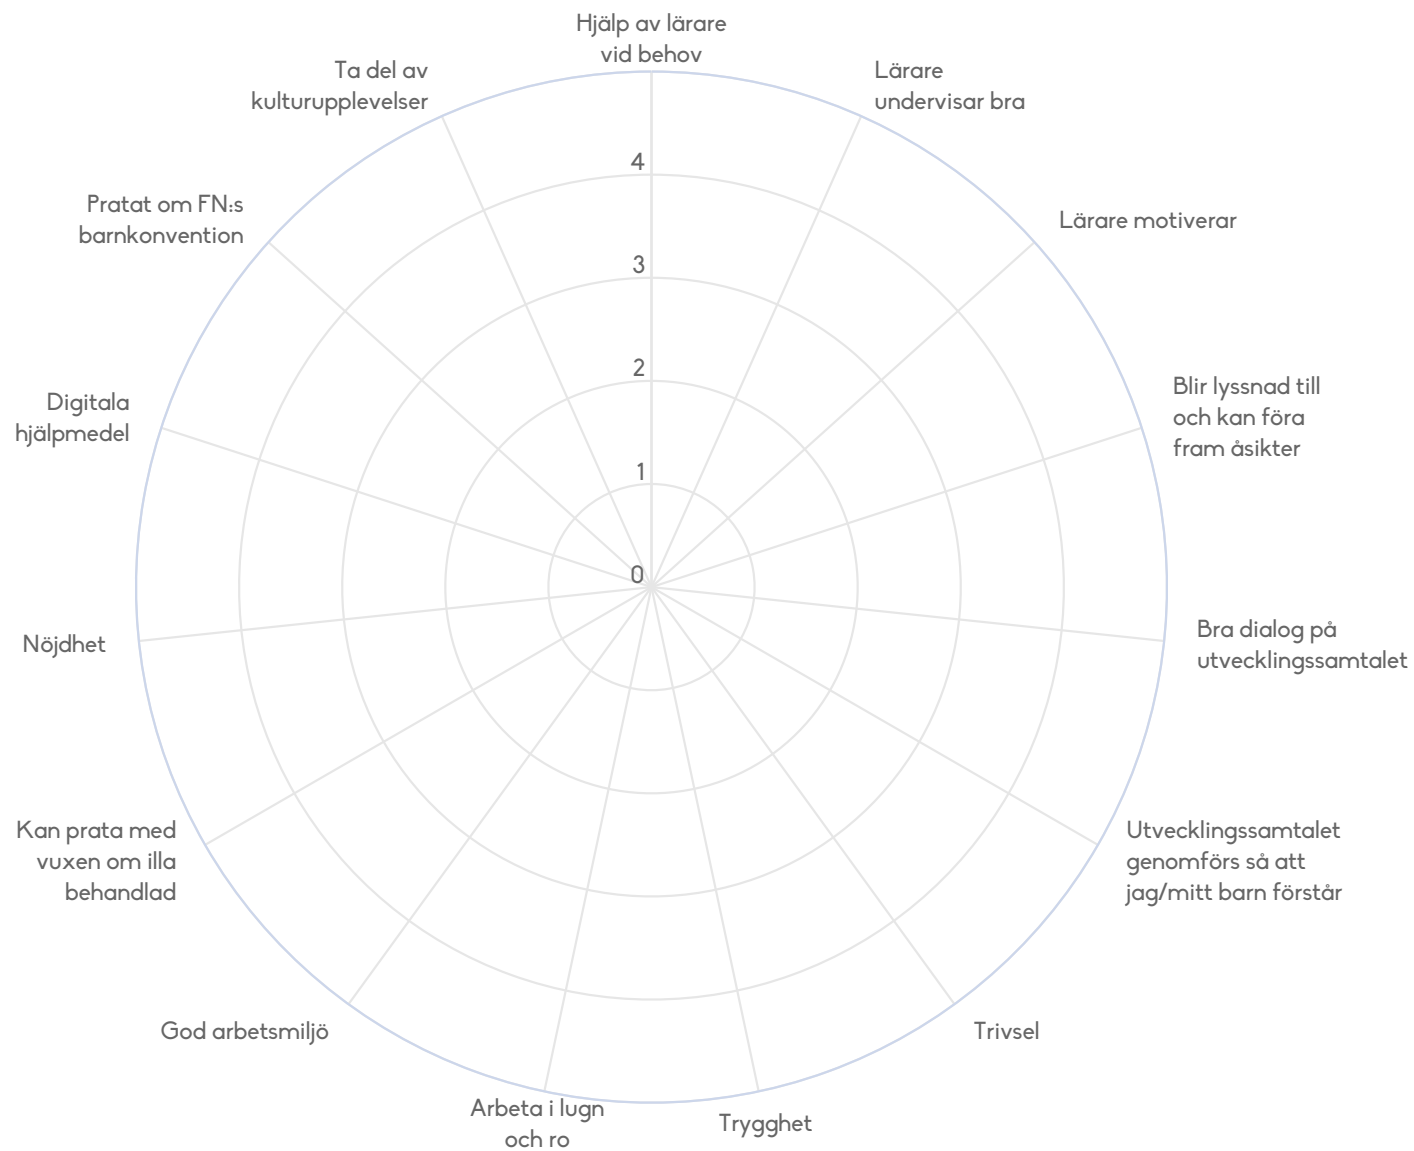 Hjälp av lärare
vid behov
Lärare
undervisar bra
Lärare motiverar
Blir lyssnad till
och kan föra
fram åsikter
Bra dialog på
utvecklingssamtalet
Utvecklingssamtalet
genomförs så att
jag/mitt barn förstår
Trivsel
Trygghet
Arbeta i lugn
och ro
God arbetsmiljö
Kan prata med
vuxen om illa
behandlad
Nöjdhet
Digitala
hjälpmedel
Pratat om FN:s
barnkonvention
Ta del av
kulturupplevelser
4
3
2
1
0